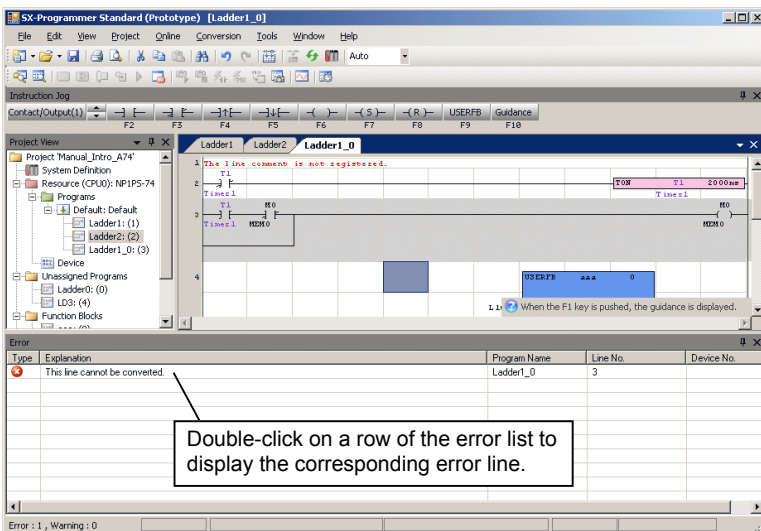 SX-Programmer Standard (Prototype) [Ladder1_0]
File Edit View Project Online Conversion Tools Window Help
Auto
Instruction Jog
Contact/Output(1) USERFB Guidance
F2 F3 F4 F5 F6 F7 F8 F9 F10
Project View
Project 'Manual_Intro_A74'
System Definition
Resource (CPU0): NP1PS-74
Programs
Default: Default
Ladder1: (1)
Ladder2: (2)
Ladder1_0: (3)
Device
Unassigned Programs
Ladder0: (0)
LD3: (4)
Function Blocks
Ladder1 Ladder2 Ladder1_0
1 The line comment is not registered.
T1
2 TON T1 2000ms
Timer1 Timer1
T1 M0 M0
3
Timer1 MEMO MEMO
4 USERFB aaa 0
When the F1 key is pushed, the guidance is displayed.
Error
Type Explanation Program Name Line No. Device No.
This line cannot be converted. Ladder1_0 3
Double-click on a row of the error list to
display the corresponding error line.
Error : 1 , Warning : 0